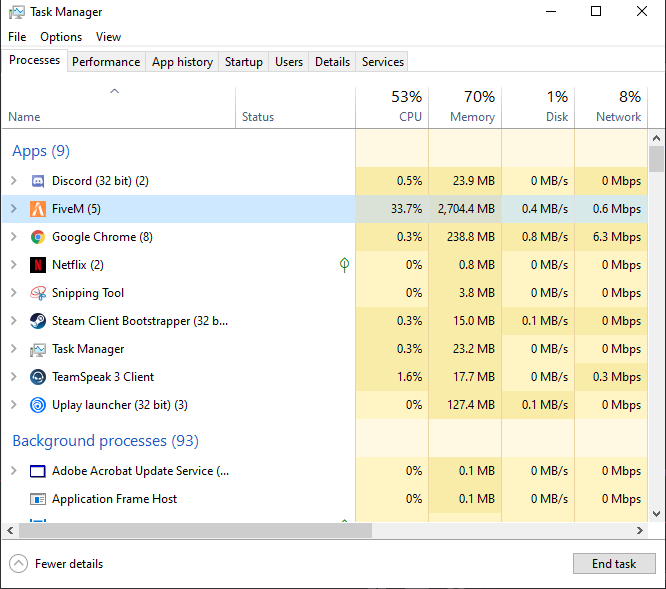 Task Manager
File Options View
Processes Performance App history Startup Users Details Services
53% 70% 1% 8%
Name Status CPU Memory Disk Network
Apps (9)
Discord (32 bit) (2) 0.5% 23.9 MB 0 MB/s 0 Mbps
FiveM (5) 33.7% 2,704.4 MB 0.4 MB/s 0.6 Mbps
Google Chrome (8) 0.3% 238.8 MB 0.8 MB/s 6.3 Mbps
Netflix (2) 0% 0.8 MB 0 MB/s 0 Mbps
Snipping Tool 0% 3.8 MB 0 MB/s 0 Mbps
Steam Client Bootstrapper (32 b... 0.3% 15.0 MB 0.1 MB/s 0 Mbps
Task Manager 0.3% 23.2 MB 0 MB/s 0 Mbps
TeamSpeak 3 Client 1.6% 17.7 MB 0 MB/s 0.3 Mbps
Uplay launcher (32 bit) (3) 0% 127.4 MB 0.1 MB/s 0 Mbps
Background processes (93)
Adobe Acrobat Update Service (... 0% 0.1 MB 0 MB/s 0 Mbps
Application Frame Host 0% 0.1 MB 0 MB/s 0 Mbps
Fewer details End task